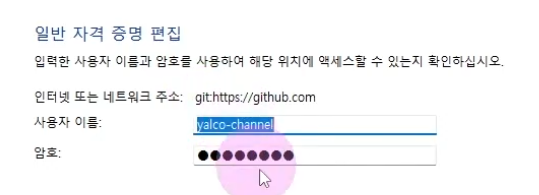 일반 자격 증명 편집
입력한 사용자 이름과 암호를 사용하여 해당 위치에 액세스할 수 있는지 확인하십시오.
인터넷 또는 네트워크 주소: git:https://github.com
사용자 이름: yalco-channel
암호: ●●●●●●●●